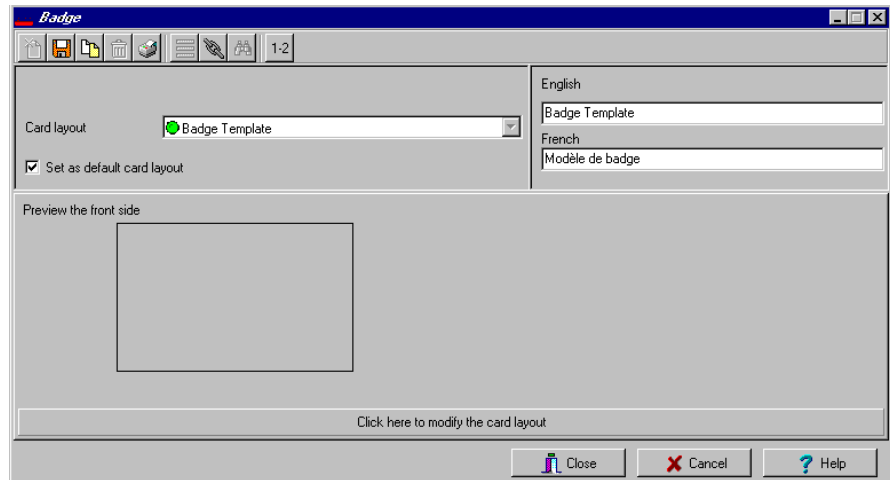 Badge
1-2
English
Badge Template
Card layout
Badge Template
French
Modèle de badge
Set as default card layout
Preview the front side
Click here to modify the card layout
Close
Cancel
Help